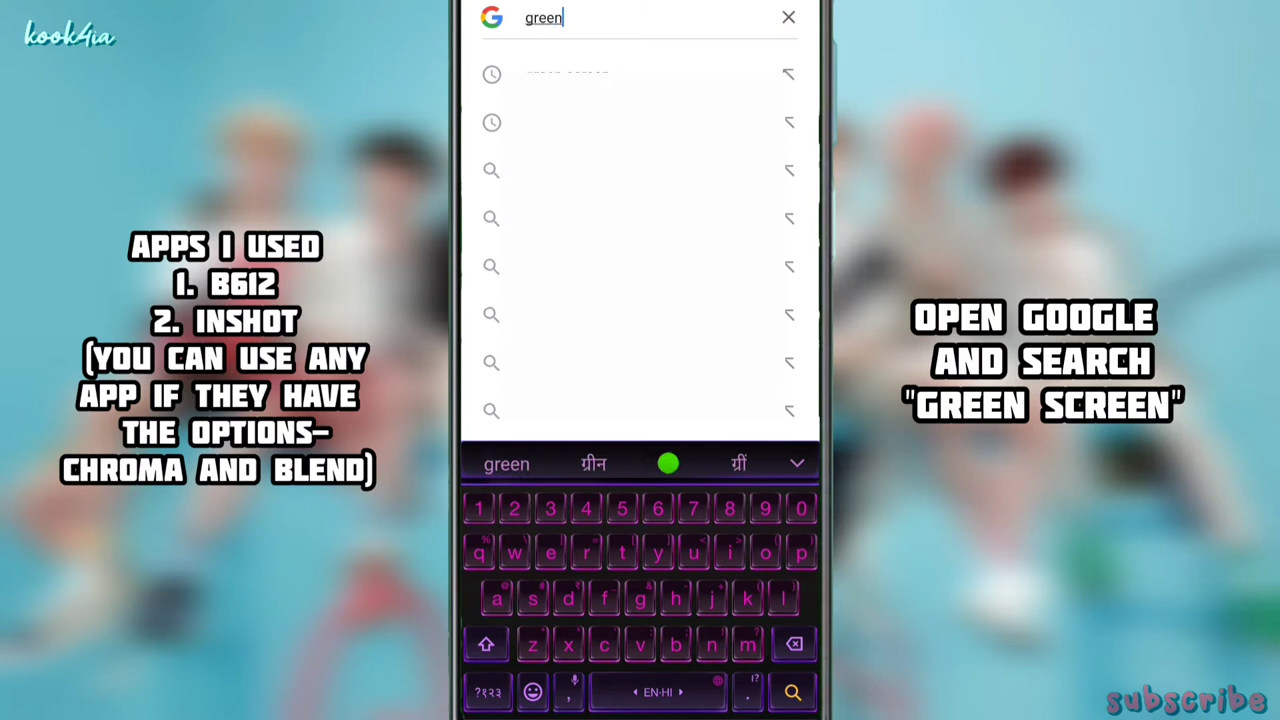 kook4ia
green
APPS I USED
1. B612
2. INSHOT
(YOU CAN USE ANY
APP IF THEY HAVE
THE OPTIONS-
CHROMA AND BLEND)
OPEN GOOGLE
AND SEARCH
"GREEN SCREEN"
green ग्रीन ग्रीं
1 2 3 4 5 6 7 8 9 0
q w e r t y u i o p
a s d f g h j k l
z x c v b n m
?१२३ , EN-HI .
subscribe